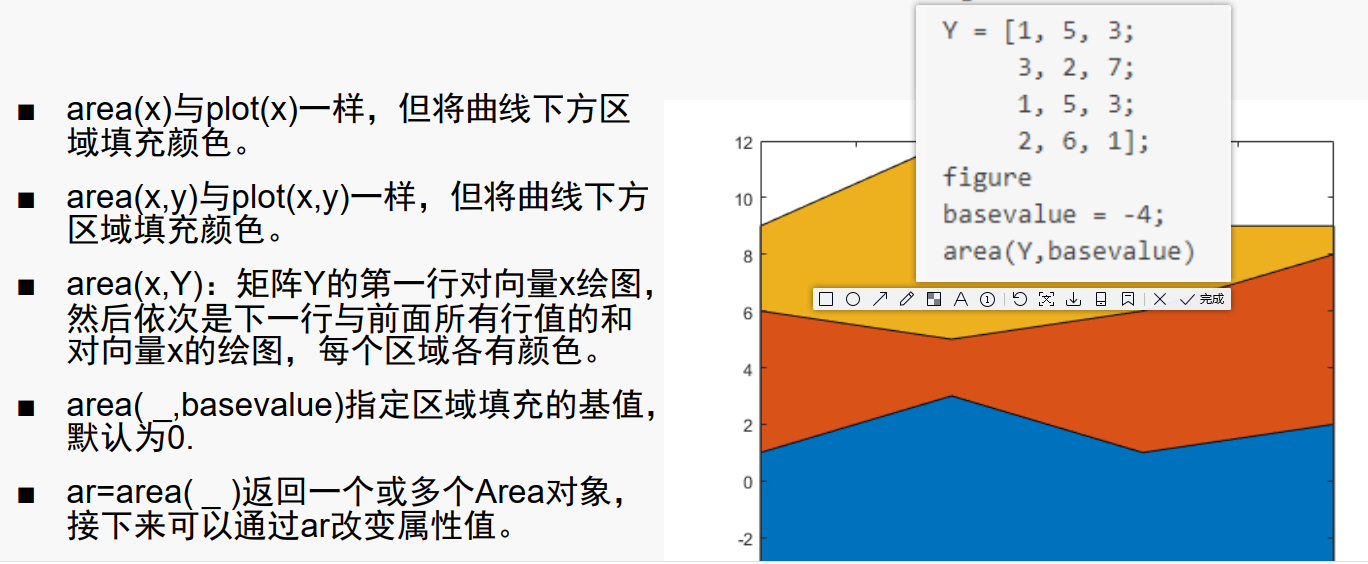 ■ area(x)与plot(x)一样，但将曲线下方区
域填充颜色。
■ area(x,y)与plot(x,y)一样，但将曲线下方
区域填充颜色。
■ area(x,Y)：矩阵Y的第一行对向量x绘图，
然后依次是下一行与前面所有行值的和
对向量x的绘图，每个区域各有颜色。
■ area( _,basevalue)指定区域填充的基值，
默认为0.
■ ar=area( _ )返回一个或多个Area对象，
接下来可以通过ar改变属性值。
Y = [1, 5, 3;
3, 2, 7;
1, 5, 3;
2, 6, 1];
figure
basevalue = -4;
area(Y,basevalue)
A ① 文 完成
12
10
8
6
4
2
0
-2